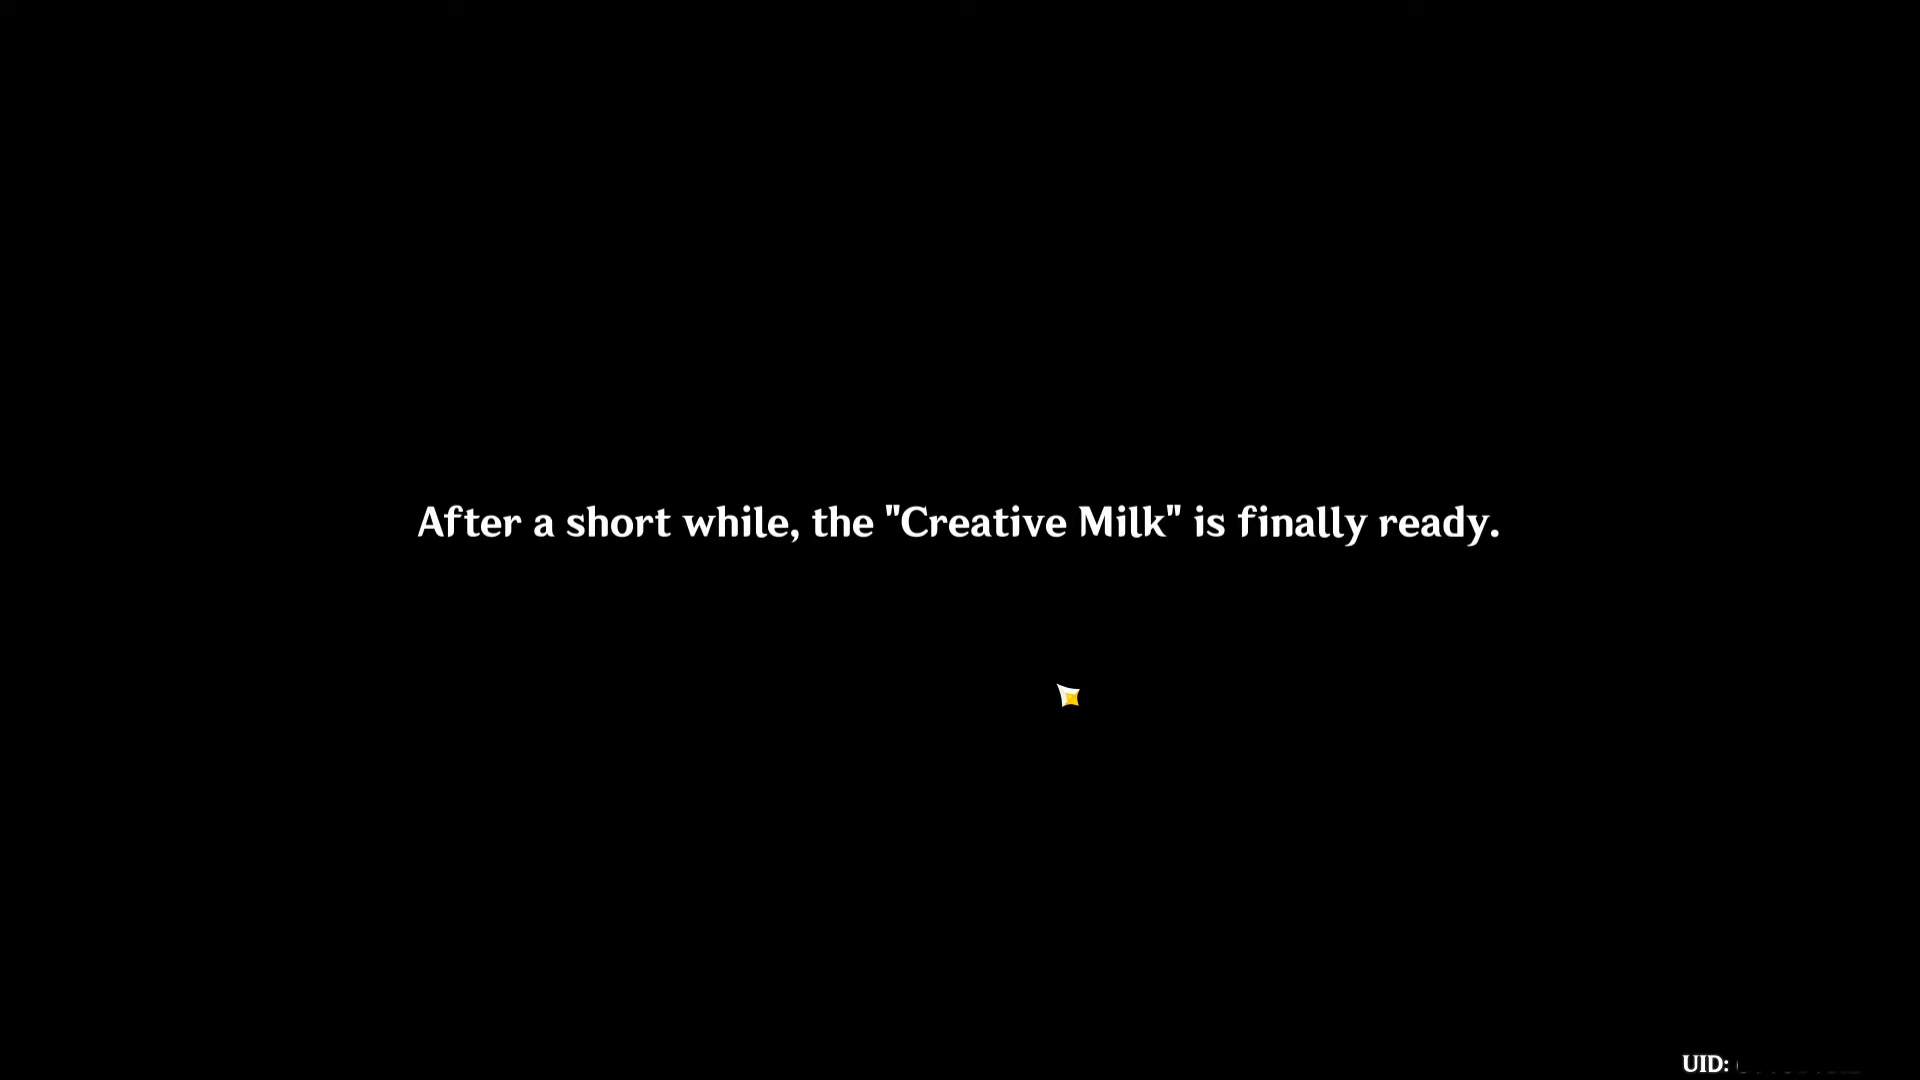 After a short while, the "Creative Milk" is finally ready.
UID: